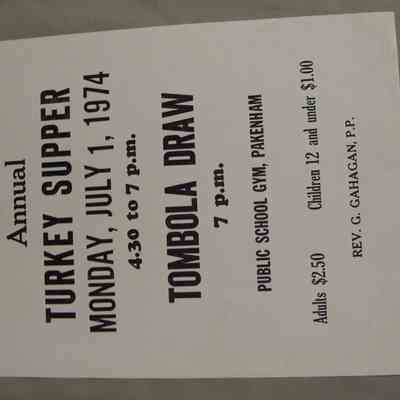 Annual
TURKEY SUPPER
MONDAY, JULY 1, 1974
4.30 to 7 p.m.
TOMBOLA DRAW
7 p.m.
PUBLIC SCHOOL GYM, PAKENHAM
Adults $2.50 Children 12 and under $1.00
REV. G. GAHAGAN, P.P.